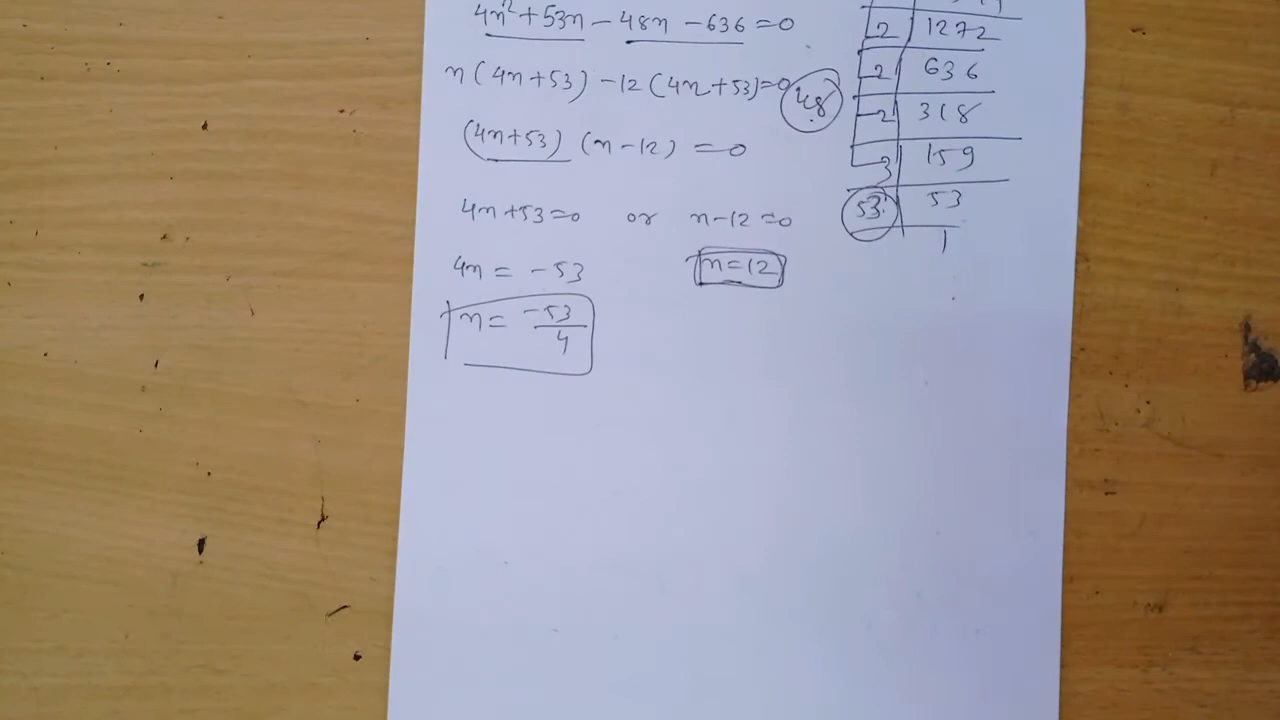 4n² + 53n - 48n - 636 = 0
n (4n + 53) - 12 (4n + 53) = 0
(4n + 53) (n - 12) = 0
4n + 53 = 0 or n - 12 = 0
4n = -53 n = 12
n = -53/4
48
2 | 1272
2 | 636
2 | 318
3 | 159
53 | 53
1